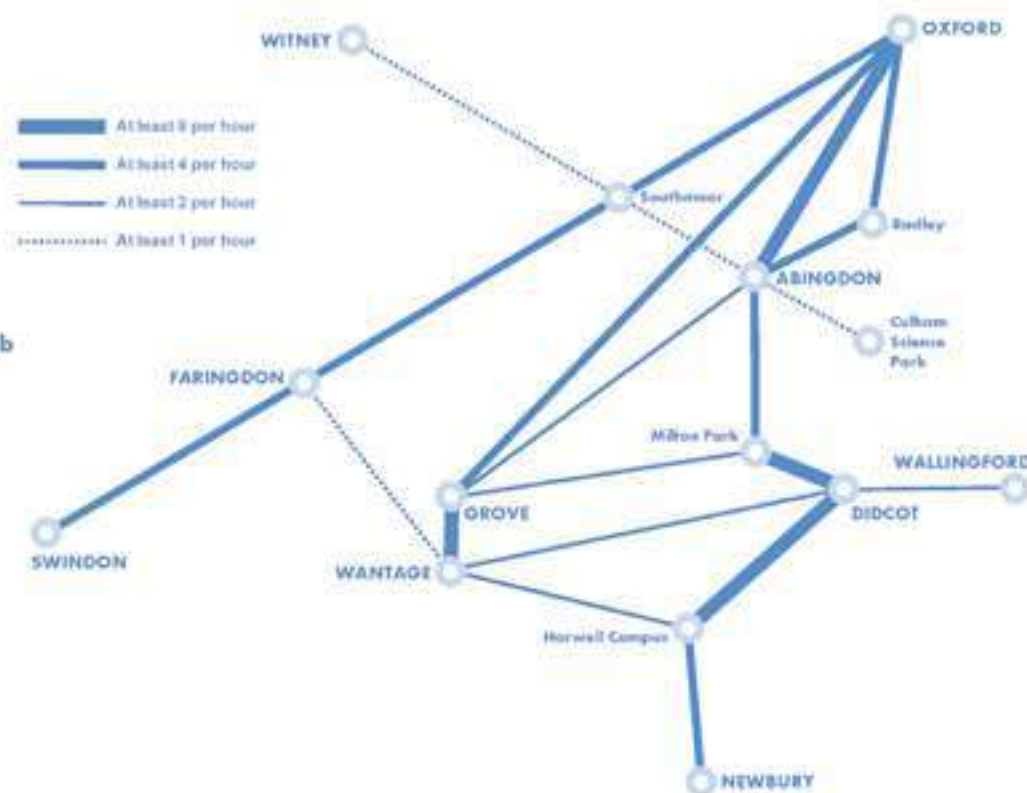 WITNEY
OXFORD
At least 8 per hour
At least 4 per hour
At least 2 per hour
At least 1 per hour
Southmoor
Radley
ABINGDON
Culham
Science
Park
b
FARINGDON
Milton Park
WALLINGFORD
GROVE
DIDCOT
SWINDON
WANTAGE
Harwell Campus
NEWBURY